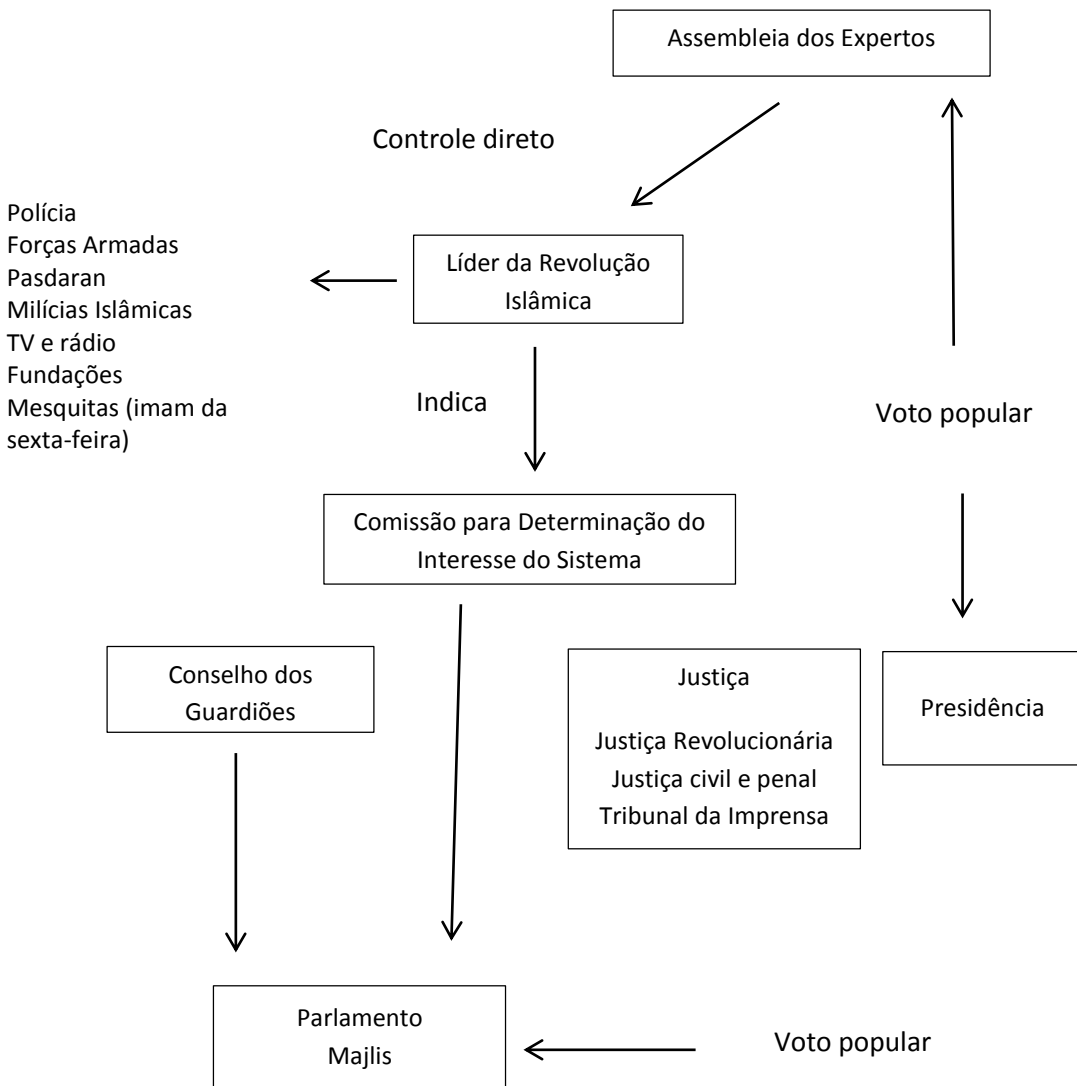 Assembleia dos Expertos
Controle direto
Polícia
Forças Armadas
Pasdaran
Milícias Islâmicas
TV e rádio
Fundações
Mesquitas (imam da
sexta-feira)
Líder da Revolução
Islâmica
Indica
Voto popular
Comissão para Determinação do
Interesse do Sistema
Conselho dos
Guardiões
Justiça
Justiça Revolucionária
Justiça civil e penal
Tribunal da Imprensa
Presidência
Parlamento
Majlis
Voto popular